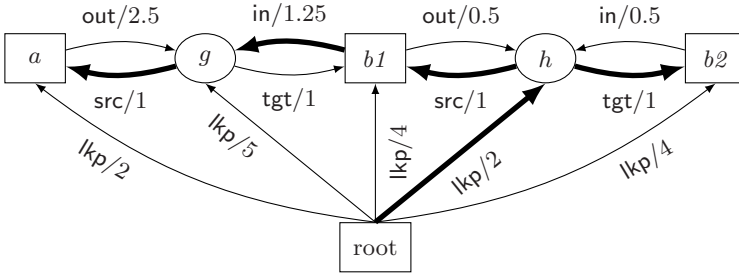 out/2.5
in/1.25
out/0.5
in/0.5
a
g
b1
h
b2
src/1
tgt/1
src/1
tgt/1
lkp/2
lkp/5
lkp/4
lkp/2
lkp/4
root